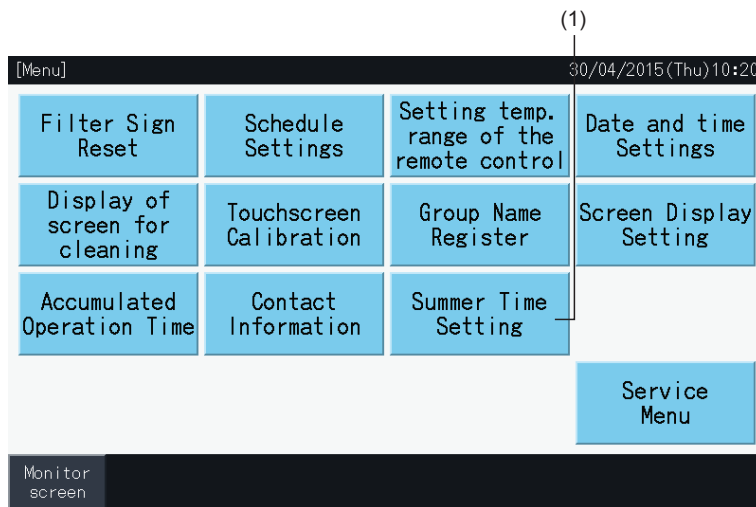 (1)
[Menu] 30/04/2015(Thu)10:20
Filter Sign
Reset
Schedule
Settings
Setting temp.
range of the
remote control
Date and time
Settings
Display of
screen for
cleaning
Touchscreen
Calibration
Group Name
Register
Screen Display
Setting
Accumulated
Operation Time
Contact
Information
Summer Time
Setting
Service
Menu
Monitor
screen